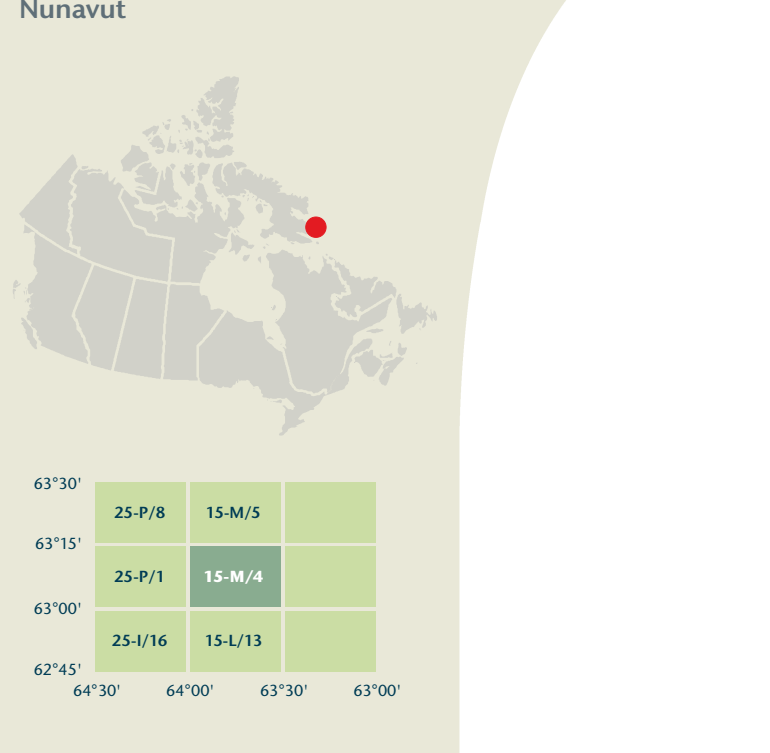 Nunavut
63°30'
25-P/8 15-M/5
63°15'
25-P/1 15-M/4
63°00'
25-I/16 15-L/13
62°45'
64°30' 64°00' 63°30' 63°00'